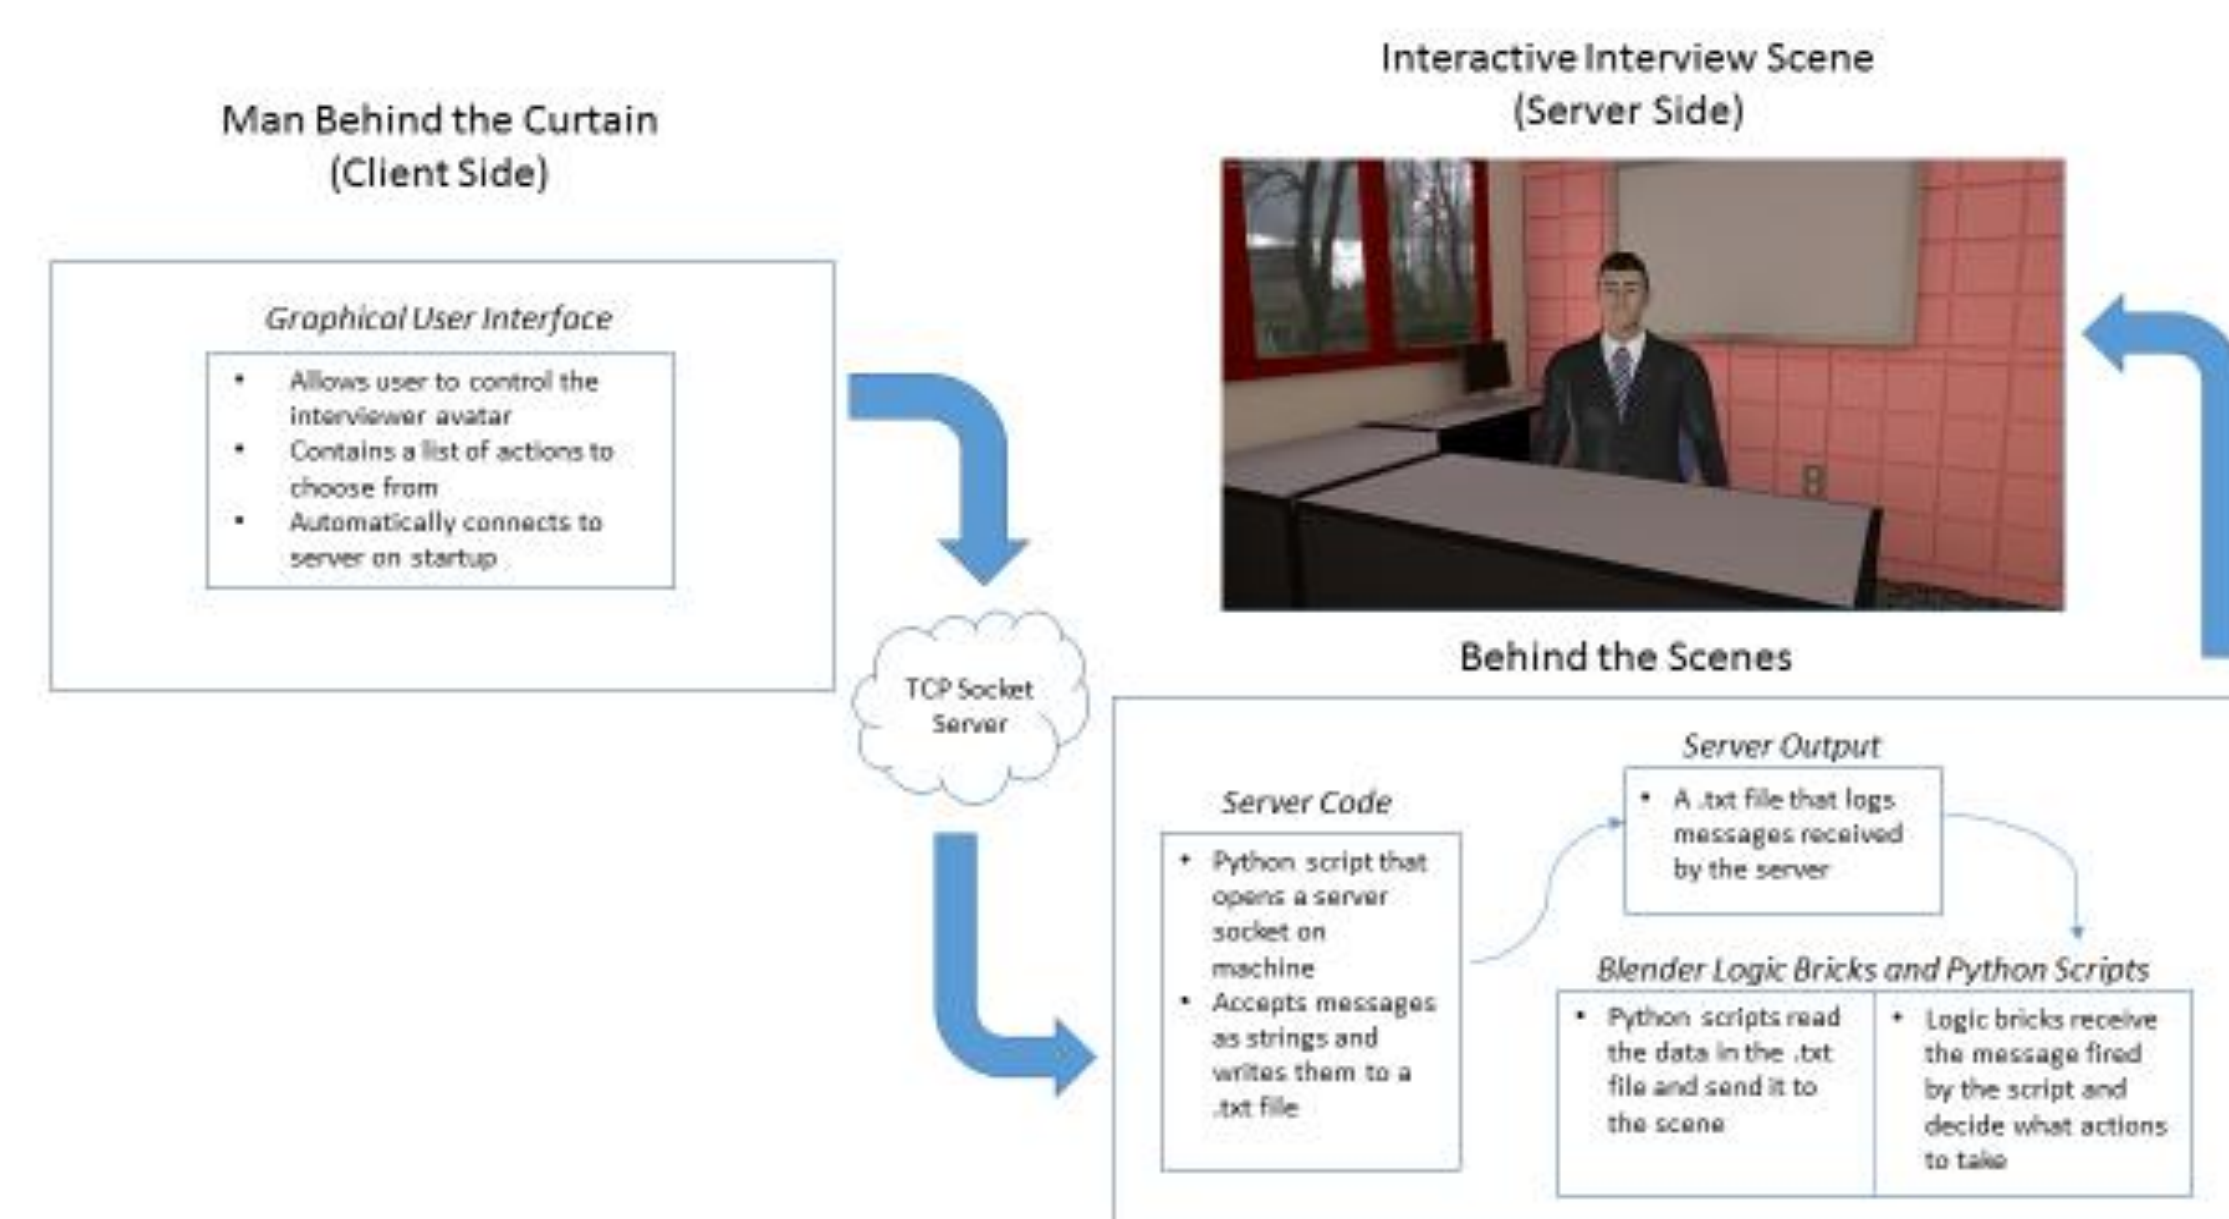 Man Behind the Curtain
(Client Side)
Graphical User Interface
• Allows user to control the
interviewer avatar
• Contains a list of actions to
choose from
• Automatically connects to
server on startup
TCP Socket
Server
Interactive Interview Scene
(Server Side)
Behind the Scenes
Server Code
• Python script that
opens a server
socket on
machine
• Accepts messages
as strings and
writes them to a
.txt file
Server Output
• A .txt file that logs
messages received
by the server
Blender Logic Bricks and Python Scripts
• Python scripts read
the data in the .txt
file and send it to
the scene
• Logic bricks receive
the message fired
by the script and
decide what actions
to take